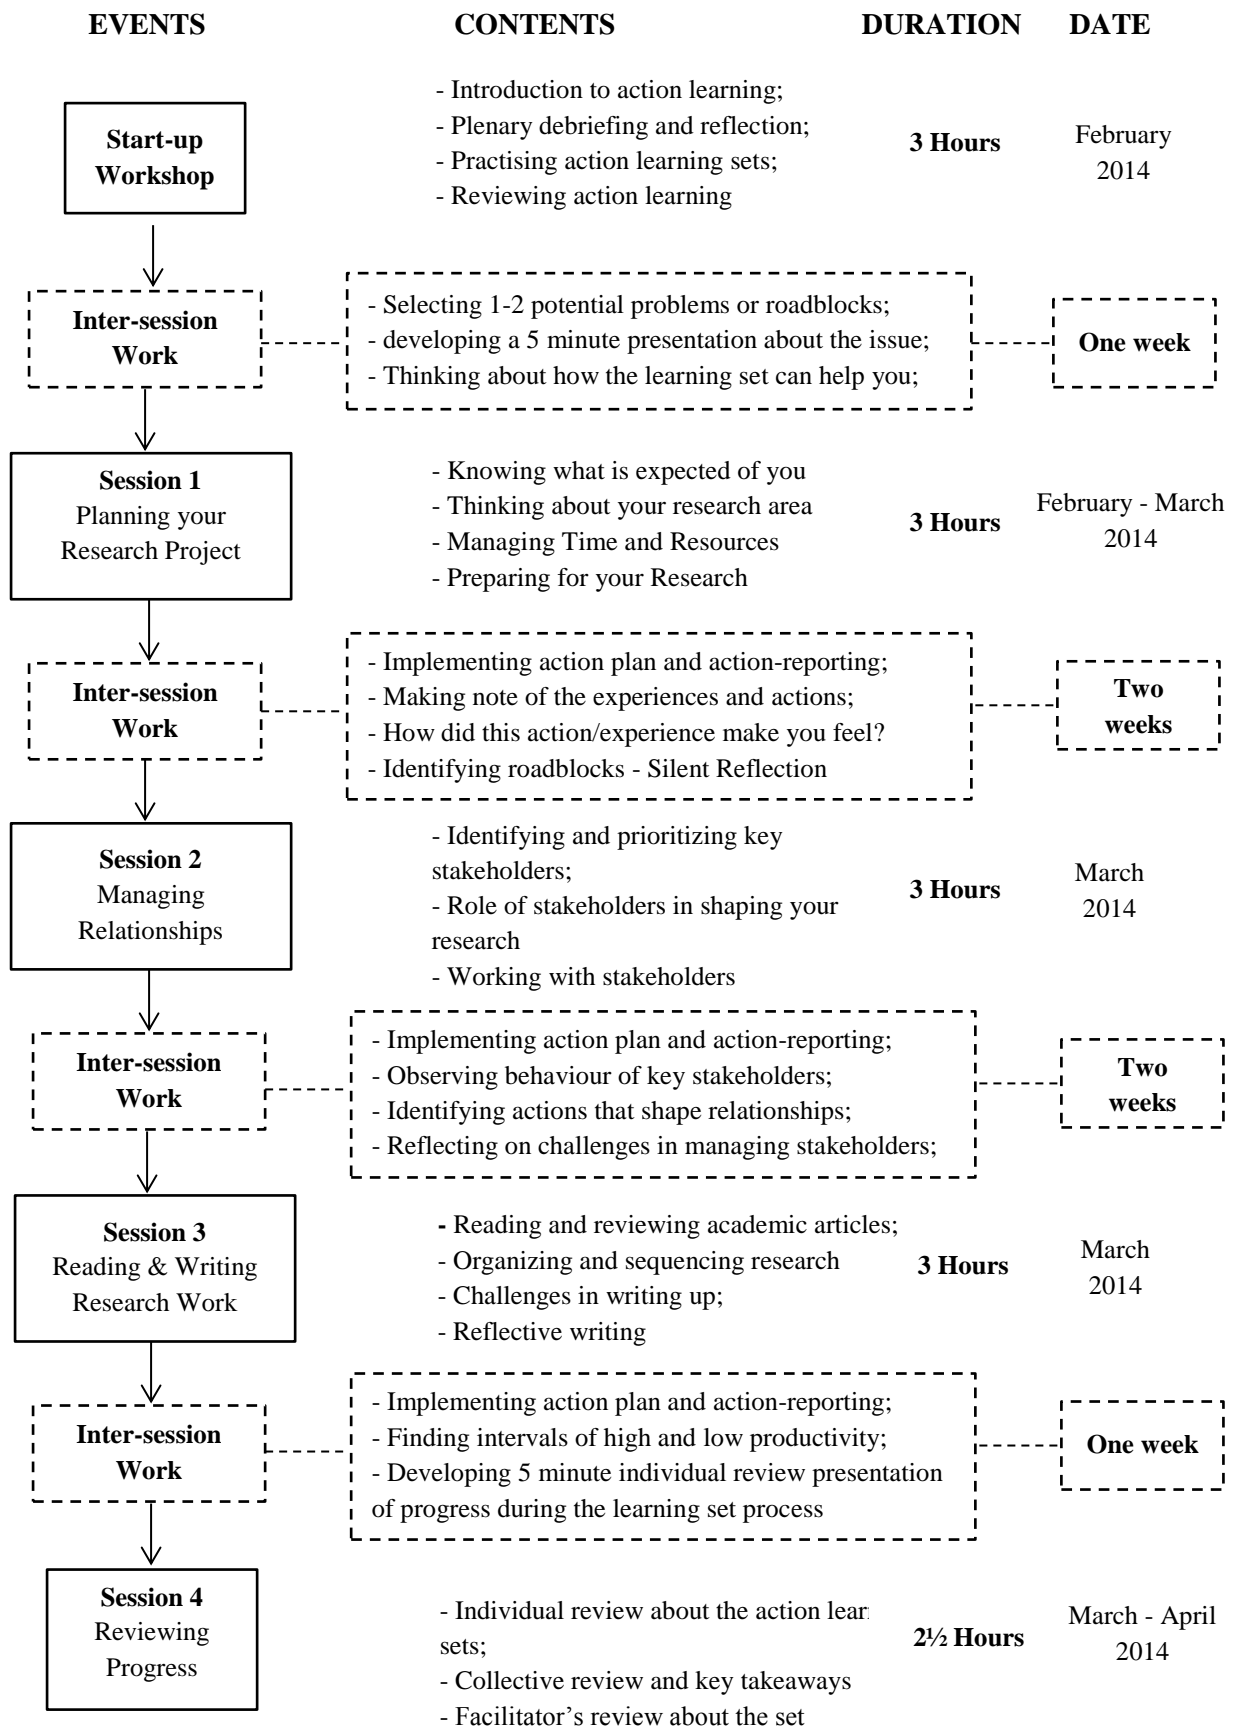 EVENTS CONTENTS DURATION DATE
Start-up
Workshop
- Introduction to action learning;
- Plenary debriefing and reflection;
- Practising action learning sets;
- Reviewing action learning
3 Hours
February
2014
Inter-session
Work
- Selecting 1-2 potential problems or roadblocks;
- developing a 5 minute presentation about the issue;
- Thinking about how the learning set can help you;
One week
Session 1
Planning your
Research Project
- Knowing what is expected of you
- Thinking about your research area
- Managing Time and Resources
- Preparing for your Research
3 Hours
February - March
2014
Inter-session
Work
- Implementing action plan and action-reporting;
- Making note of the experiences and actions;
- How did this action/experience make you feel?
- Identifying roadblocks - Silent Reflection
Two
weeks
Session 2
Managing
Relationships
- Identifying and prioritizing key
stakeholders;
- Role of stakeholders in shaping your
research
- Working with stakeholders
3 Hours
March
2014
Inter-session
Work
- Implementing action plan and action-reporting;
- Observing behaviour of key stakeholders;
- Identifying actions that shape relationships;
- Reflecting on challenges in managing stakeholders;
Two
weeks
Session 3
Reading & Writing
Research Work
- Reading and reviewing academic articles;
- Organizing and sequencing research
- Challenges in writing up;
- Reflective writing
3 Hours
March
2014
Inter-session
Work
- Implementing action plan and action-reporting;
- Finding intervals of high and low productivity;
- Developing 5 minute individual review presentation
of progress during the learning set process
One week
Session 4
Reviewing
Progress
- Individual review about the action lear
sets;
- Collective review and key takeaways
- Facilitator's review about the set
2½ Hours
March - April
2014